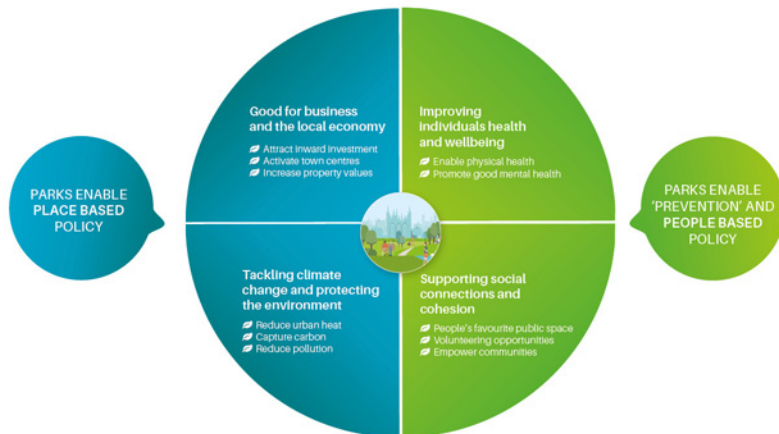 PARKS ENABLE
PLACE BASED
POLICY
Good for business
and the local economy
Attract inward investment
Activate town centres
Increase property values
Improving
individuals health
and wellbeing
Enable physical health
Promote good mental health
Tackling climate
change and protecting
the environment
Reduce urban heat
Capture carbon
Reduce pollution
Supporting social
connections and
cohesion
People's favourite public space
Volunteering opportunities
Empower communities
PARKS ENABLE
'PREVENTION' AND
PEOPLE BASED
POLICY